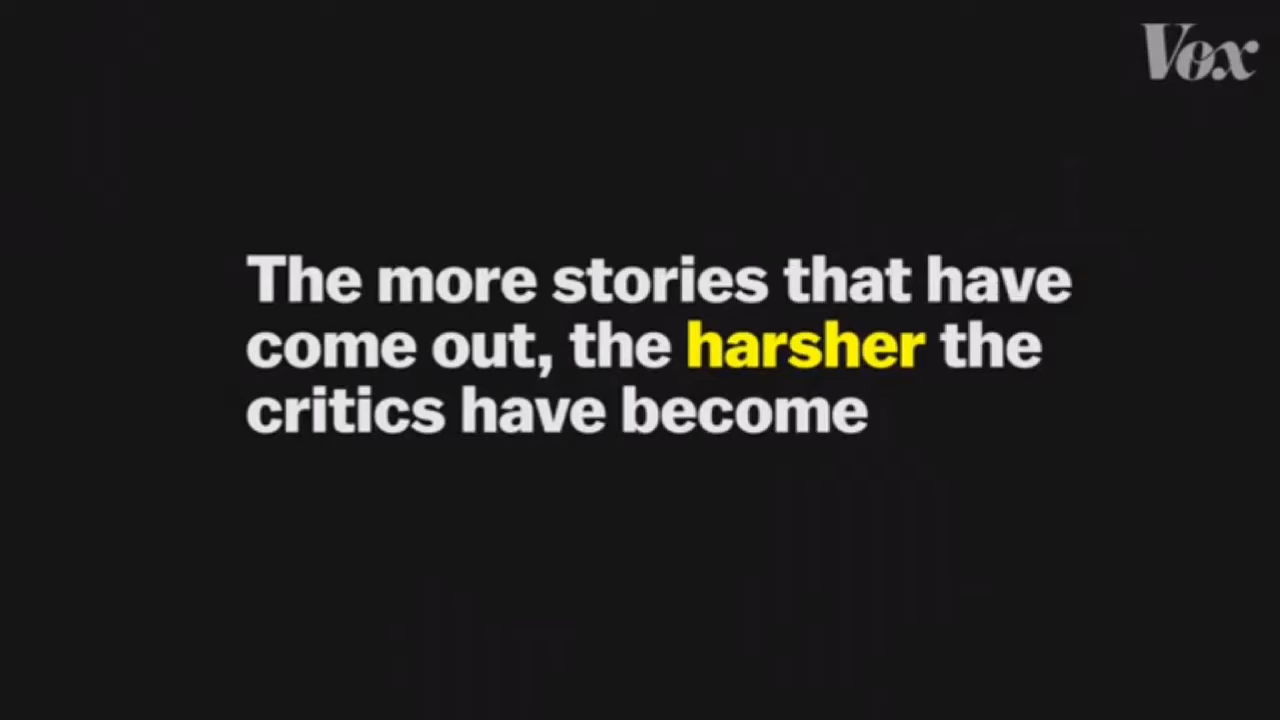 Vox
The more stories that have
come out, the harsher the
critics have become